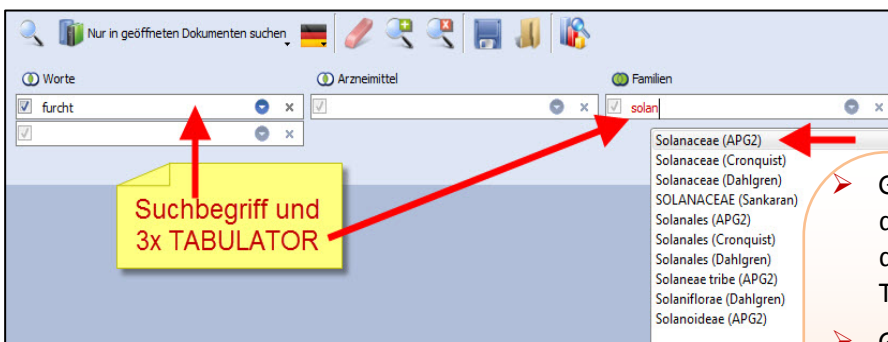 Nur in geöffneten Dokumenten suchen
Worte
Arzneimittel
Familien
furcht
solan
Suchbegriff und
3x TABULATOR
Solanaceae (APG2)
Solanaceae (Cronquist)
Solanaceae (Dahlgren)
SOLANACEAE (Sankaran)
Solanales (APG2)
Solanales (Cronquist)
Solanales (Dahlgren)
Solaneae tribe (APG2)
Solaniflorae (Dahlgren)
Solanoideae (APG2)